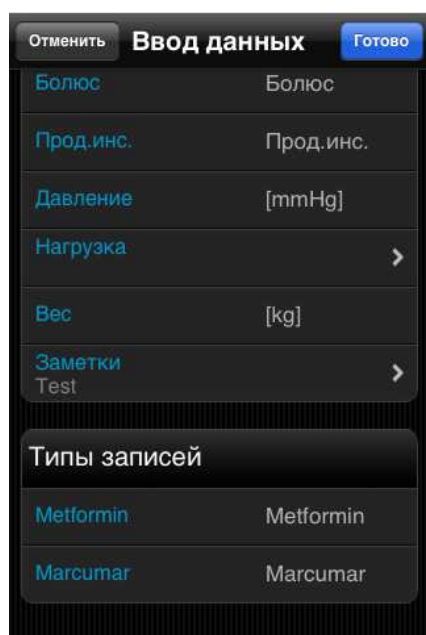 Отменить Ввод данных Готово
Болюс Болюс
Прод.инс. Прод.инс.
Давление [mmHg]
Нагрузка
Вес [kg]
Заметки
Test
Типы записей
Metformin Metformin
Marcumar Marcumar